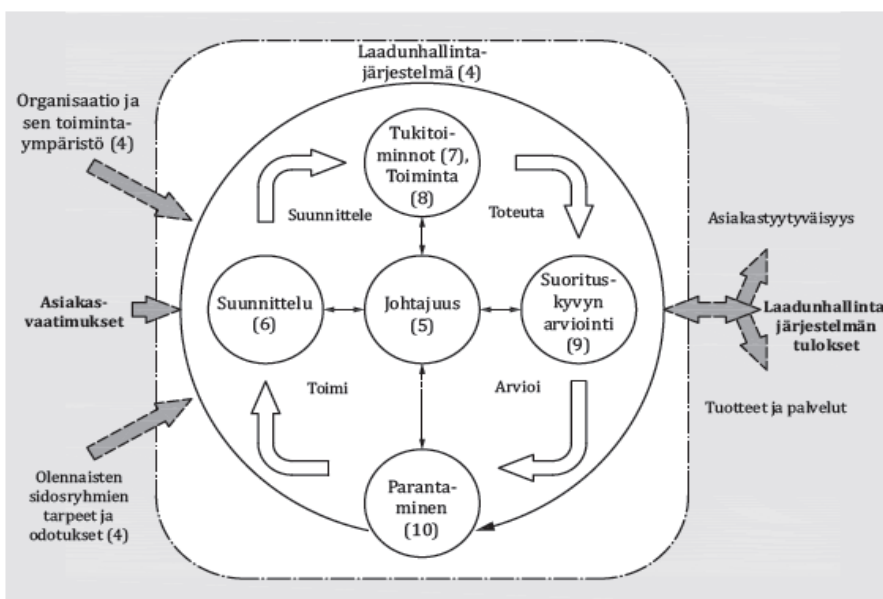 Laadunhallinta-
järjestelmä (4)
Organisaatio ja
sen toiminta-
ympäristö (4)
Tukitoi-
minnot (7),
Toiminta
(8)
Suunnittele
Toteuta
Asiakastyytyväisyys
Asiakas-
vaatimukset
Suunnittelu
(6)
Johtajuus
(5)
Suoritus-
kyvyn
arviointi
(9)
Laadunhallinta
järjestelmän
tulokset
Toimi
Arvioi
Tuotteet ja palvelut
Olennaisten
sidosryhmien
tarpeet ja
odotukset (4)
Paranta-
minen
(10)